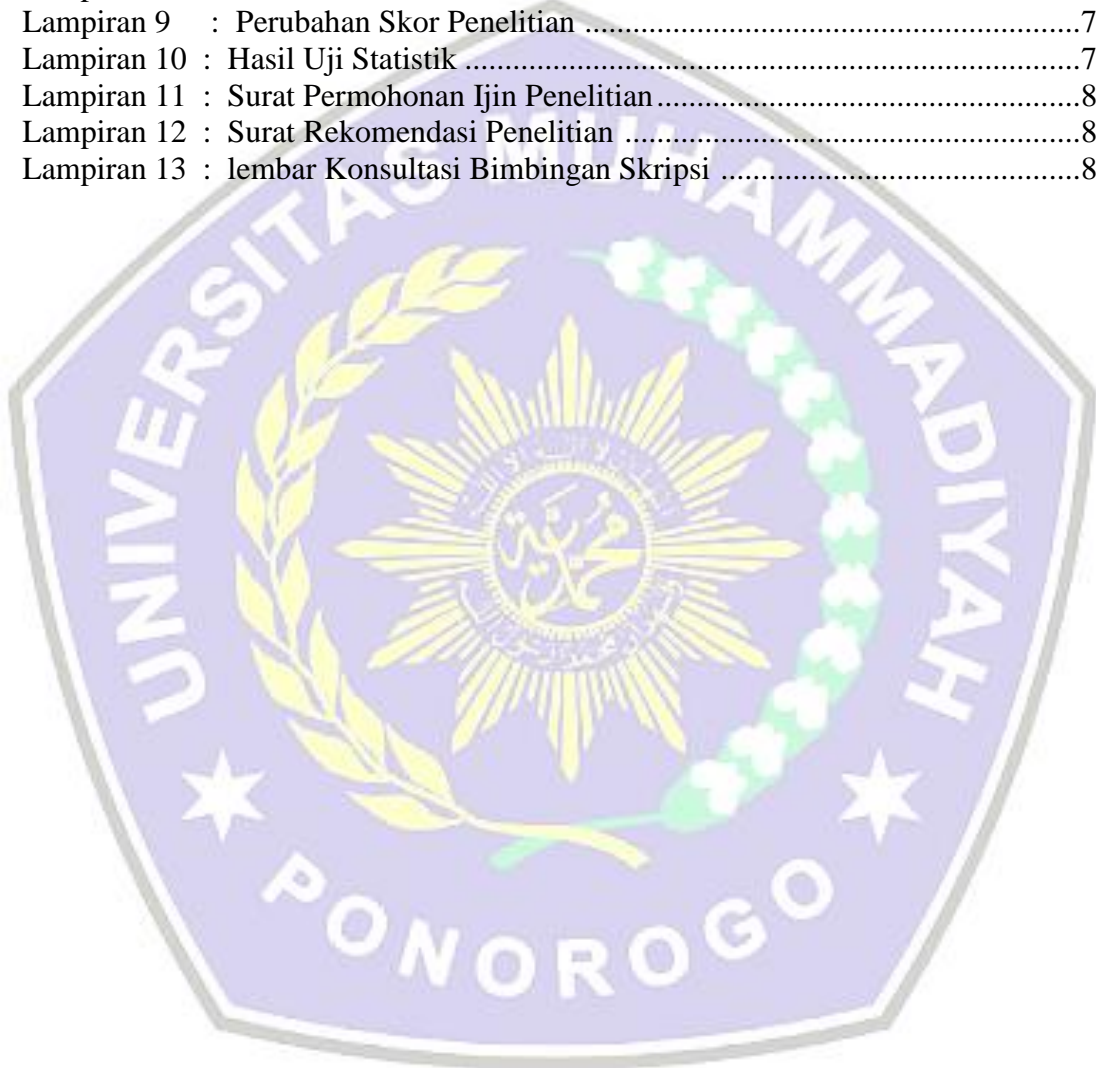 Lampiran 9 : Perubahan Skor Penelitian ............................................................7
Lampiran 10 : Hasil Uji Statistik...........................................................................7
Lampiran 11 : Surat Permohonan Ijin Penelitian...................................................8
Lampiran 12 : Surat Rekomendasi Penelitian .......................................................8
Lampiran 13 : lembar Konsultasi Bimbingan Skripsi ...........................................8
UNIVERSITAS MUHAMMADIYAH
محمدية
PONOROGO